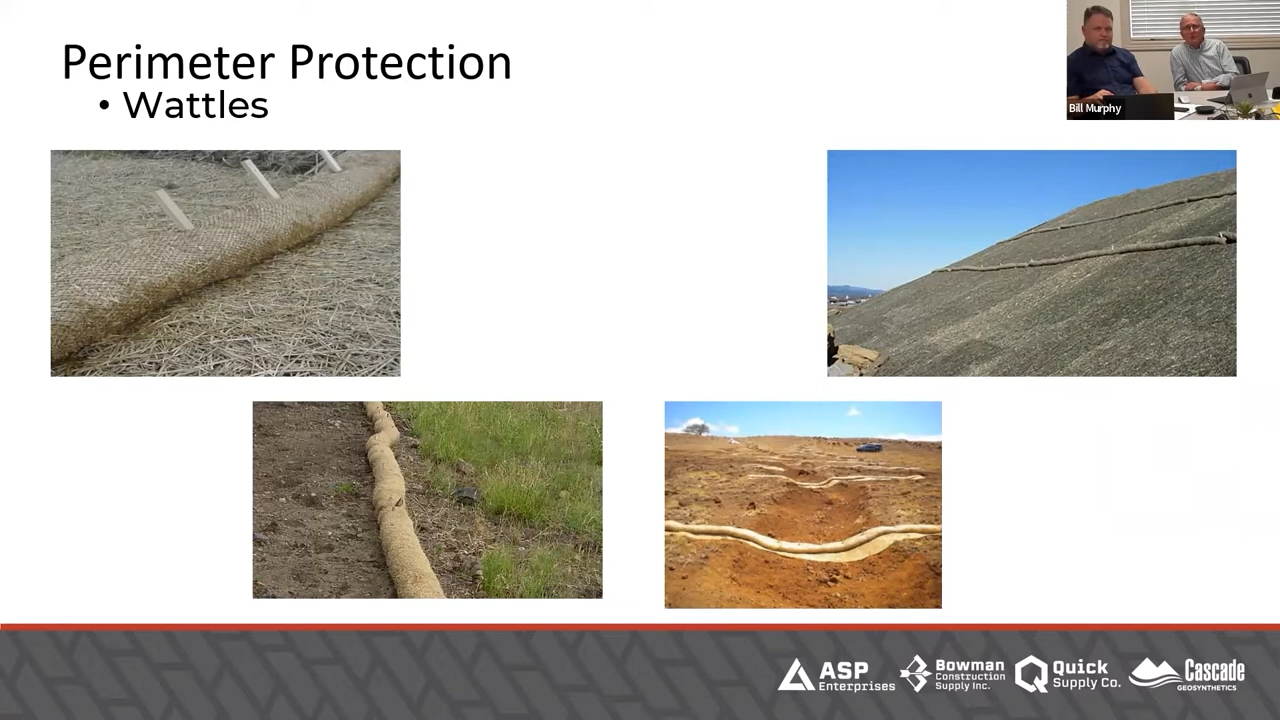 Perimeter Protection
• Wattles
Bill Murphy
ASP
Enterprises
Bowman
Construction
Supply Inc.
Quick
Supply Co.
Cascade
GEOSYNTHETICS